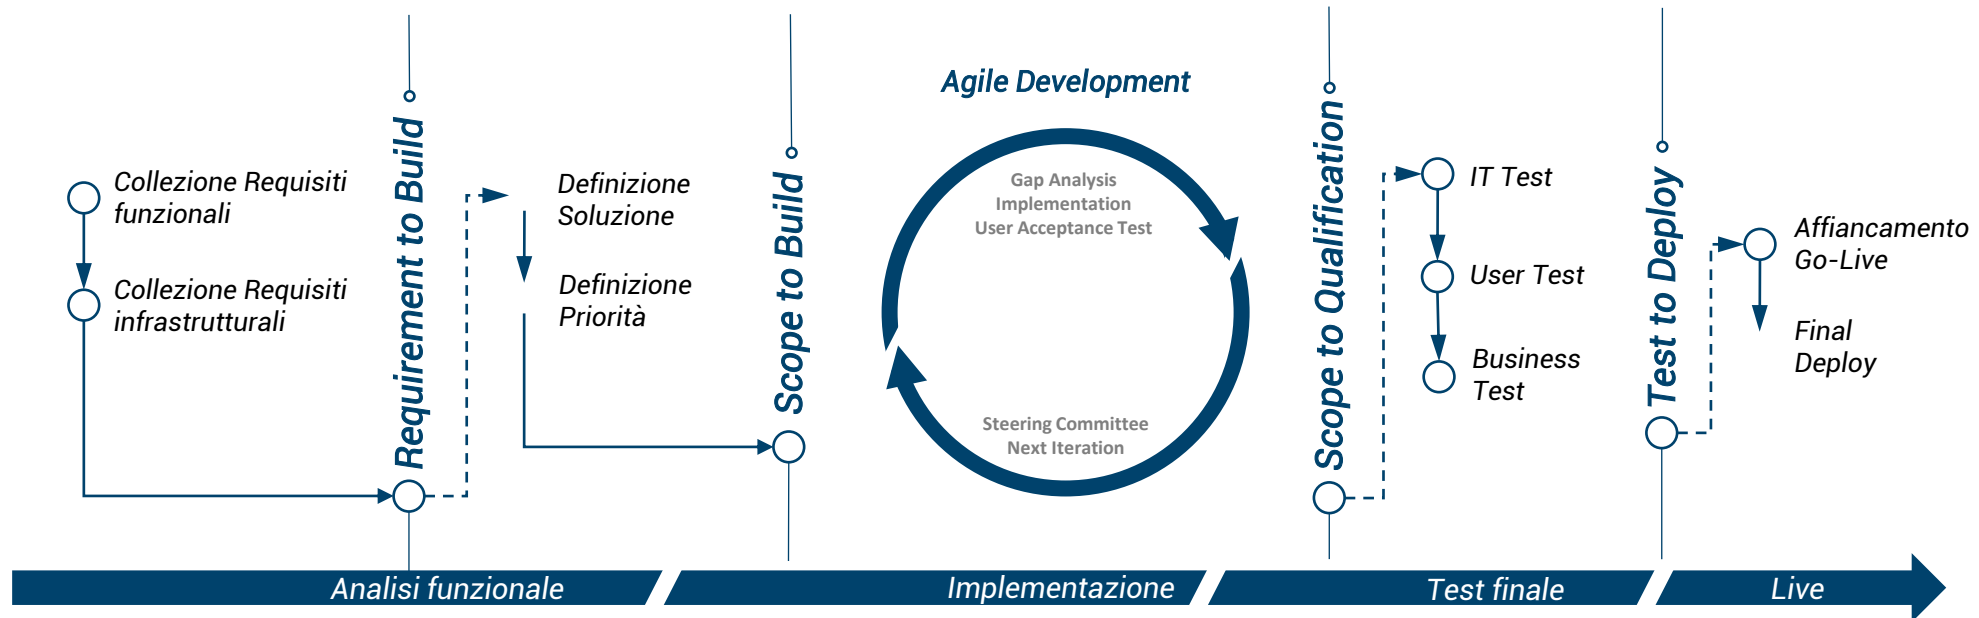 Collezione Requisiti
funzionali
Collezione Requisiti
infrastrutturali
Requirement to Build
Definizione
Soluzione
Definizione
Priorità
Scope to Build
Agile Development
Gap Analysis
Implementation
User Acceptance Test
Steering Committee
Next Iteration
Scope to Qualification
IT Test
User Test
Business
Test
Test to Deploy
Affiancamento
Go-Live
Final
Deploy
Analisi funzionale
Implementazione
Test finale
Live